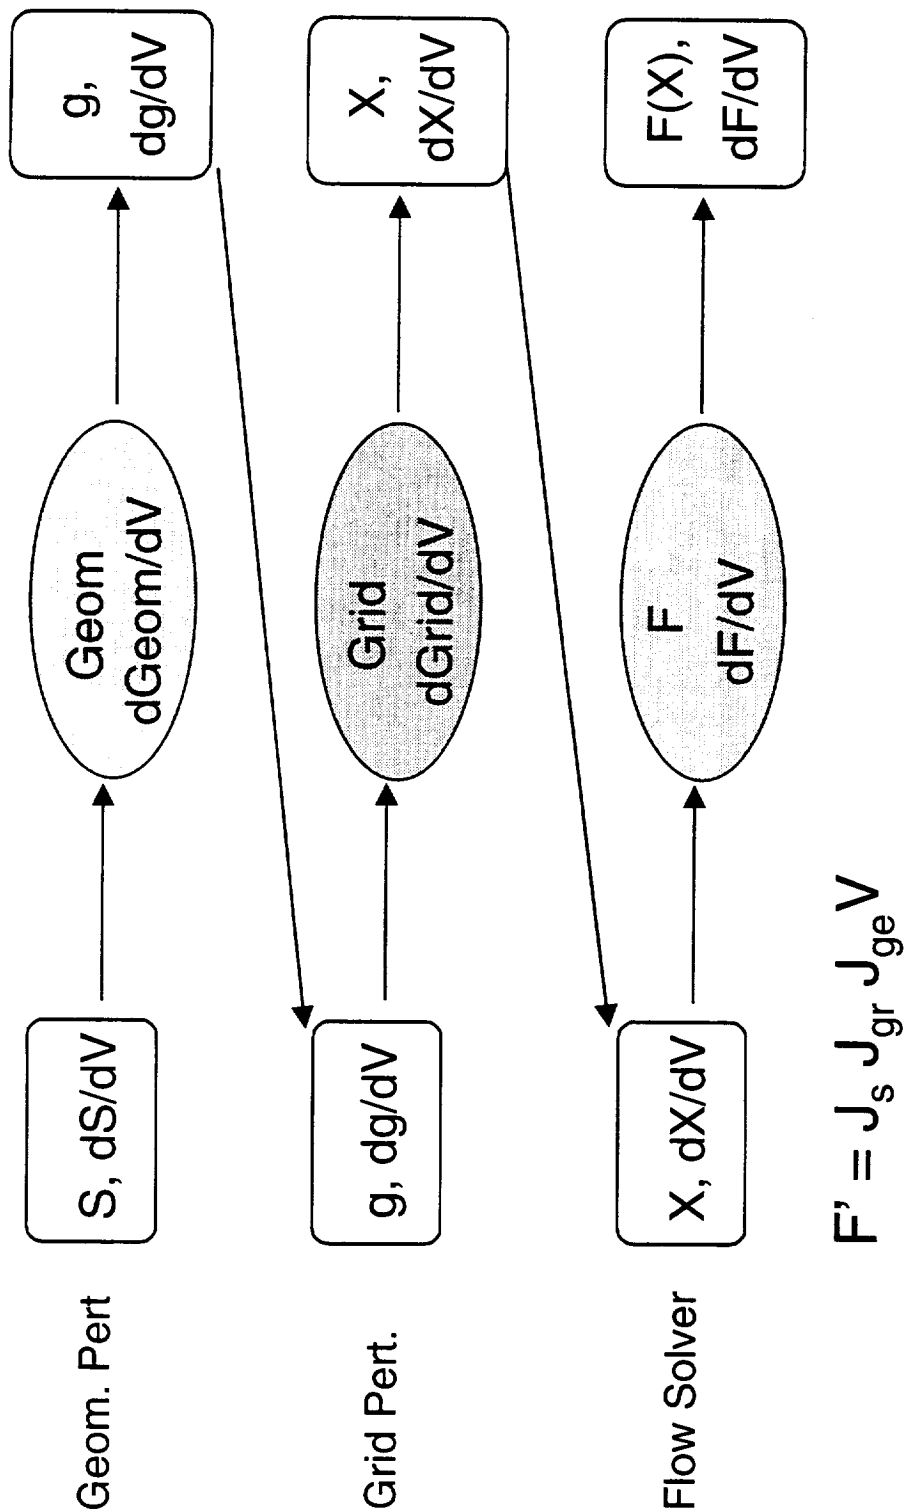 Geom. Pert
S, dS/dV
Geom
dGeom/dV
g,
dg/dV
Grid Pert.
g, dg/dV
Grid
dGrid/dV
X,
dX/dV
Flow Solver
X, dX/dV
F
dF/dV
F(X),
dF/dV
F' = J_s J_gr J_ge V